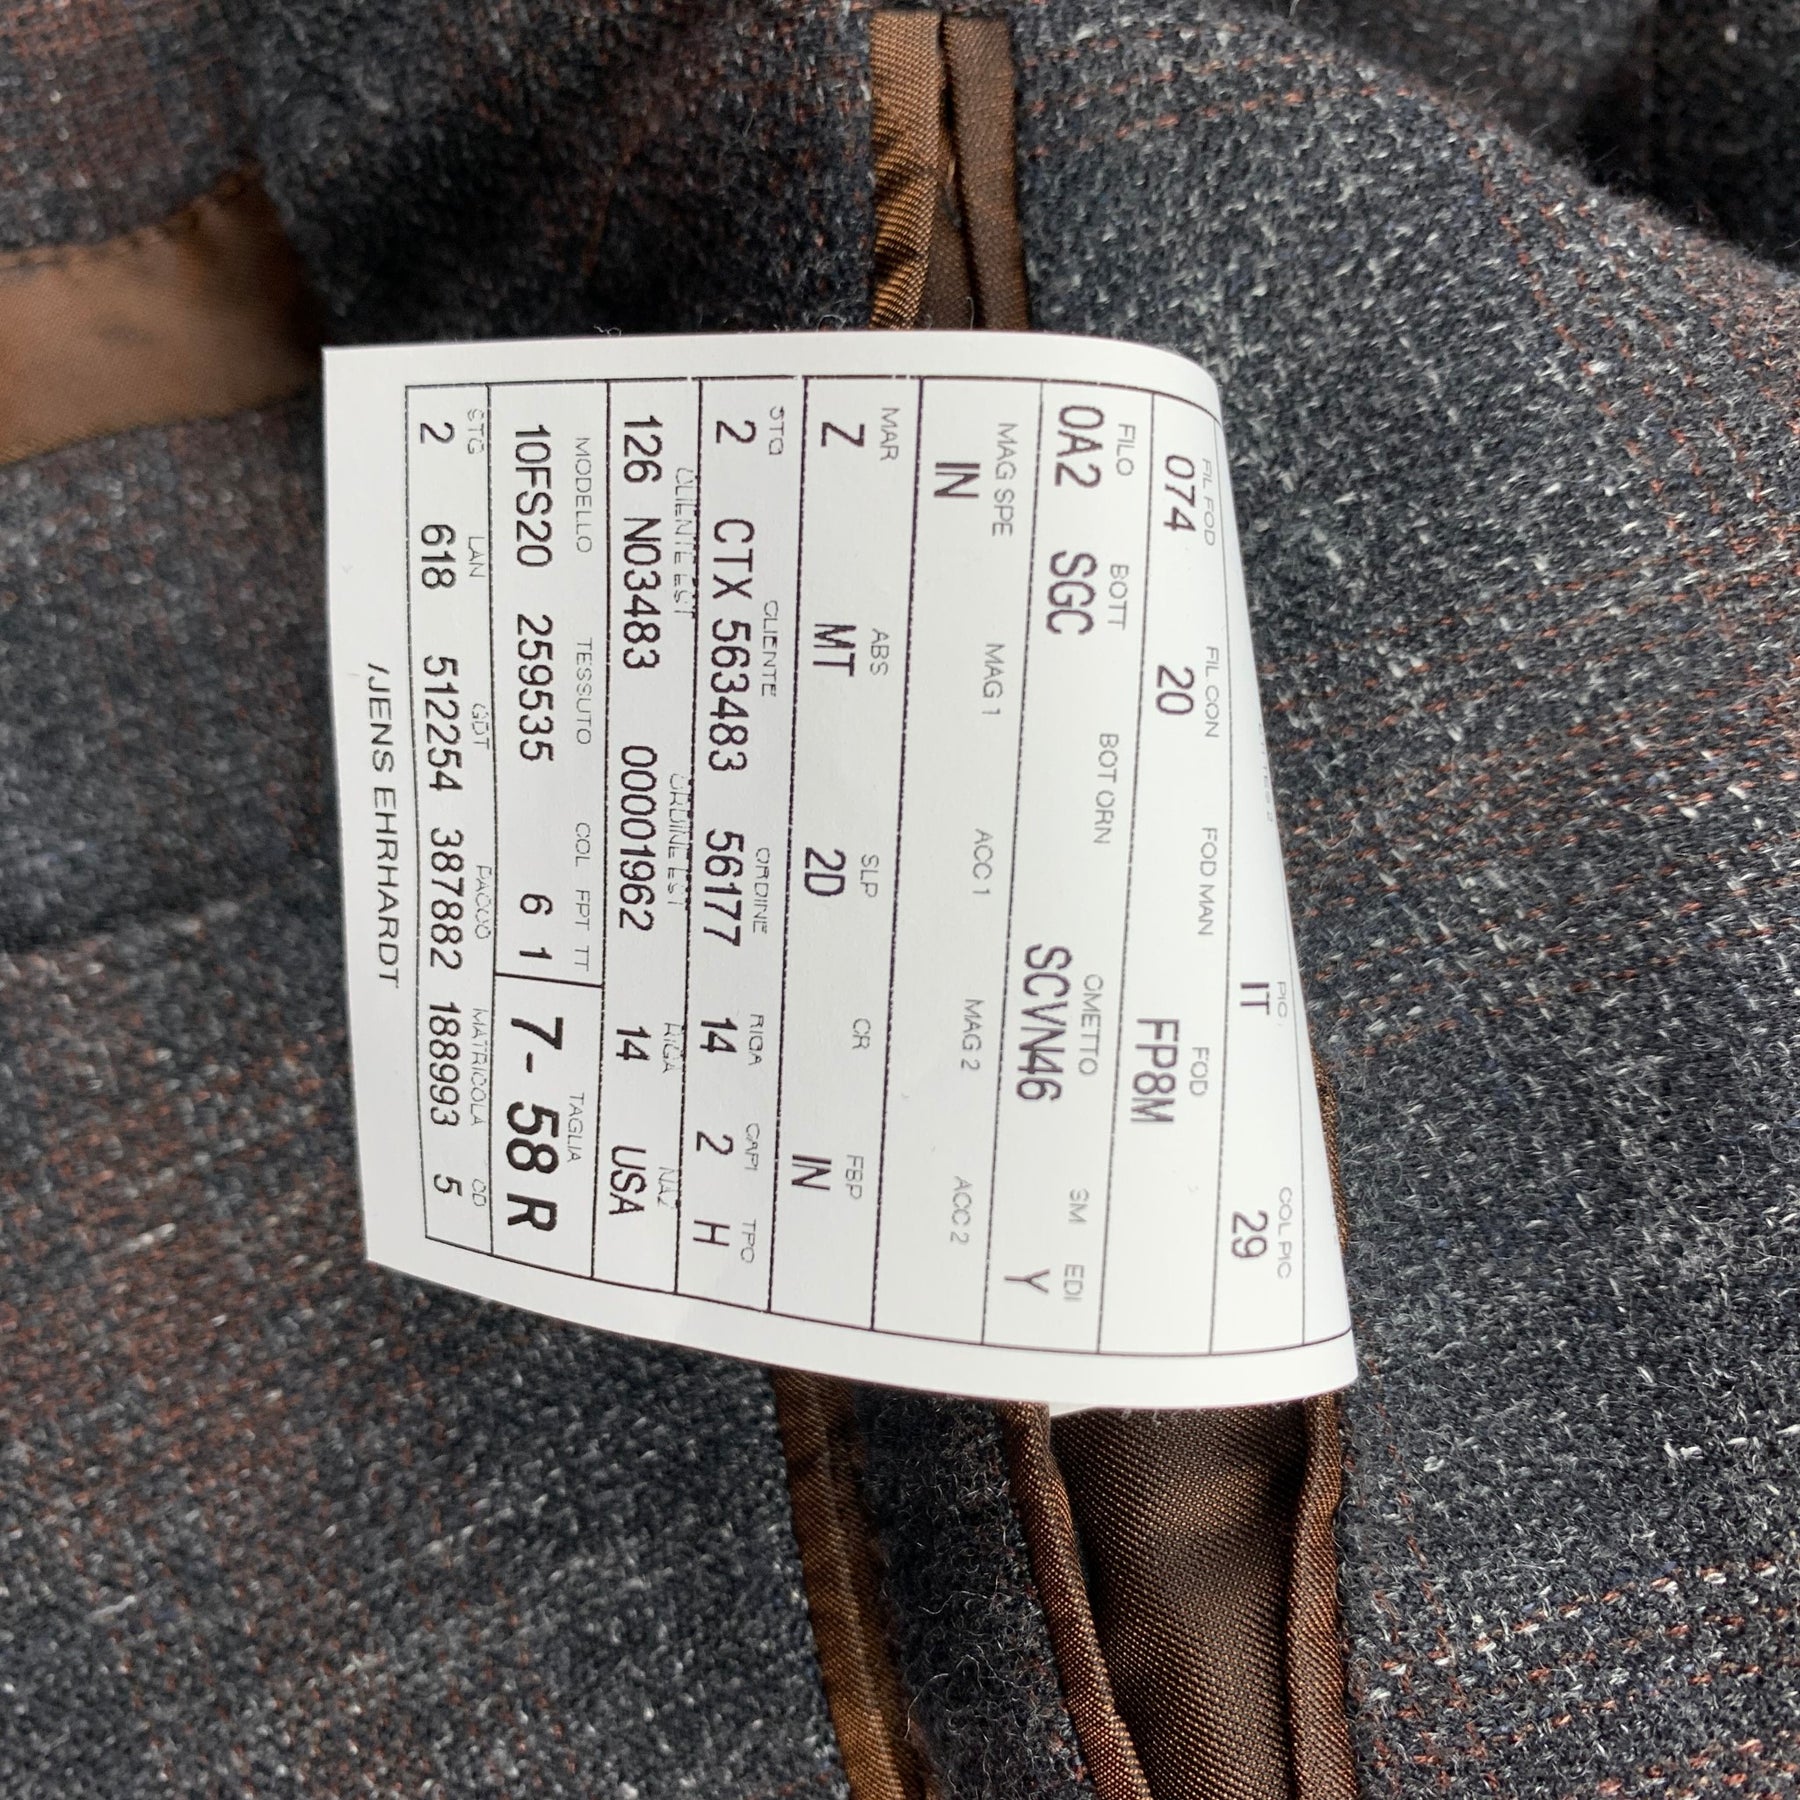 PIC. COL PIC
IT 29
FIL FOD FIL CON FOD MAN FOD
074 20 FP8M
FILO BOTT BOT ORN OMETTO SM EDI
0A2 SGC SCVN46 Y
MAG SPE MAG 1 ACC 1 MAG 2 ACC 2
IN
MAR ABS SLP CR FBP
Z MT 2D IN
STG CLIENTE ORDINE RIGA CAPI TPO
2 CTX 563483 56177 14 2 H
CLIENTE EST ORDINE EST RIGA NAZ
126 N03483 00001962 14 USA
MODELLO TESSUTO COL FPT TT TAGLIA
10FS20 259535 6 1 7- 58 R
STG LAN GDT PACCO MATRICOLA CD
2 618 512254 387882 188993 5
/JENS EHRHARDT